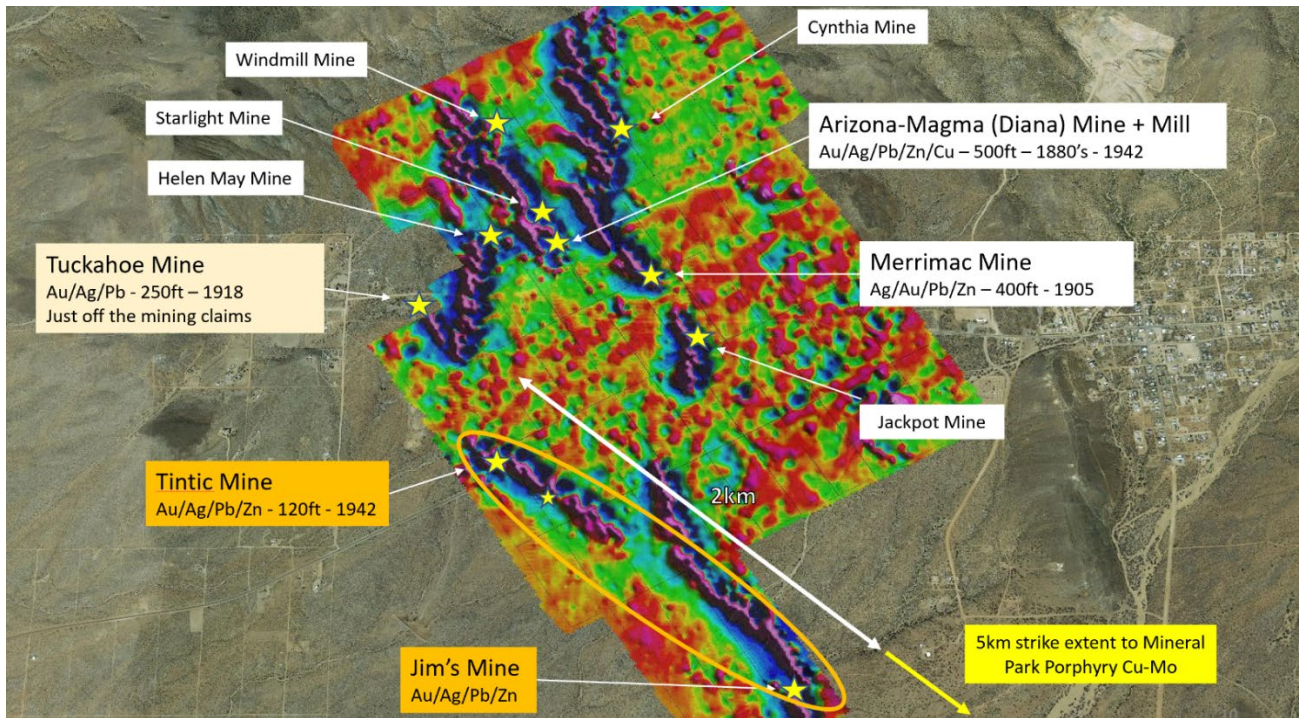 Cynthia Mine
Windmill Mine
Starlight Mine
Arizona-Magma (Diana) Mine + Mill
Au/Ag/Pb/Zn/Cu – 500ft – 1880's - 1942
Helen May Mine
Tuckahoe Mine
Au/Ag/Pb - 250ft – 1918
Just off the mining claims
Merrimac Mine
Ag/Au/Pb/Zn – 400ft - 1905
Jackpot Mine
Tintic Mine
Au/Ag/Pb/Zn - 120ft - 1942
2km
Jim's Mine
Au/Ag/Pb/Zn
5km strike extent to Mineral
Park Porphyry Cu-Mo